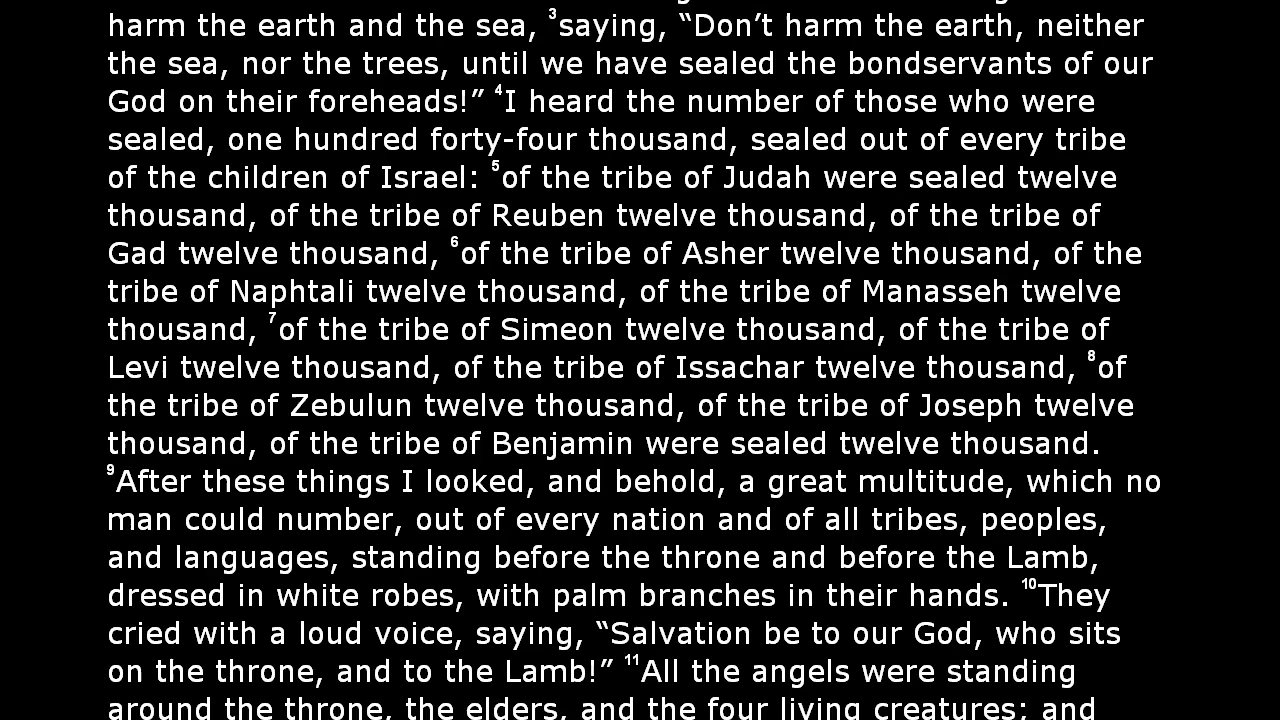 harm the earth and the sea, ³saying, “Don’t harm the earth, neither
the sea, nor the trees, until we have sealed the bondservants of our
God on their foreheads!” ⁴I heard the number of those who were
sealed, one hundred forty-four thousand, sealed out of every tribe
of the children of Israel: ⁵of the tribe of Judah were sealed twelve
thousand, of the tribe of Reuben twelve thousand, of the tribe of
Gad twelve thousand, ⁶of the tribe of Asher twelve thousand, of the
tribe of Naphtali twelve thousand, of the tribe of Manasseh twelve
thousand, ⁷of the tribe of Simeon twelve thousand, of the tribe of
Levi twelve thousand, of the tribe of Issachar twelve thousand, ⁸of
the tribe of Zebulun twelve thousand, of the tribe of Joseph twelve
thousand, of the tribe of Benjamin were sealed twelve thousand.
⁹After these things I looked, and behold, a great multitude, which no
man could number, out of every nation and of all tribes, peoples,
and languages, standing before the throne and before the Lamb,
dressed in white robes, with palm branches in their hands. ¹⁰They
cried with a loud voice, saying, “Salvation be to our God, who sits
on the throne, and to the Lamb!” ¹¹All the angels were standing
around the throne, the elders, and the four living creatures; and